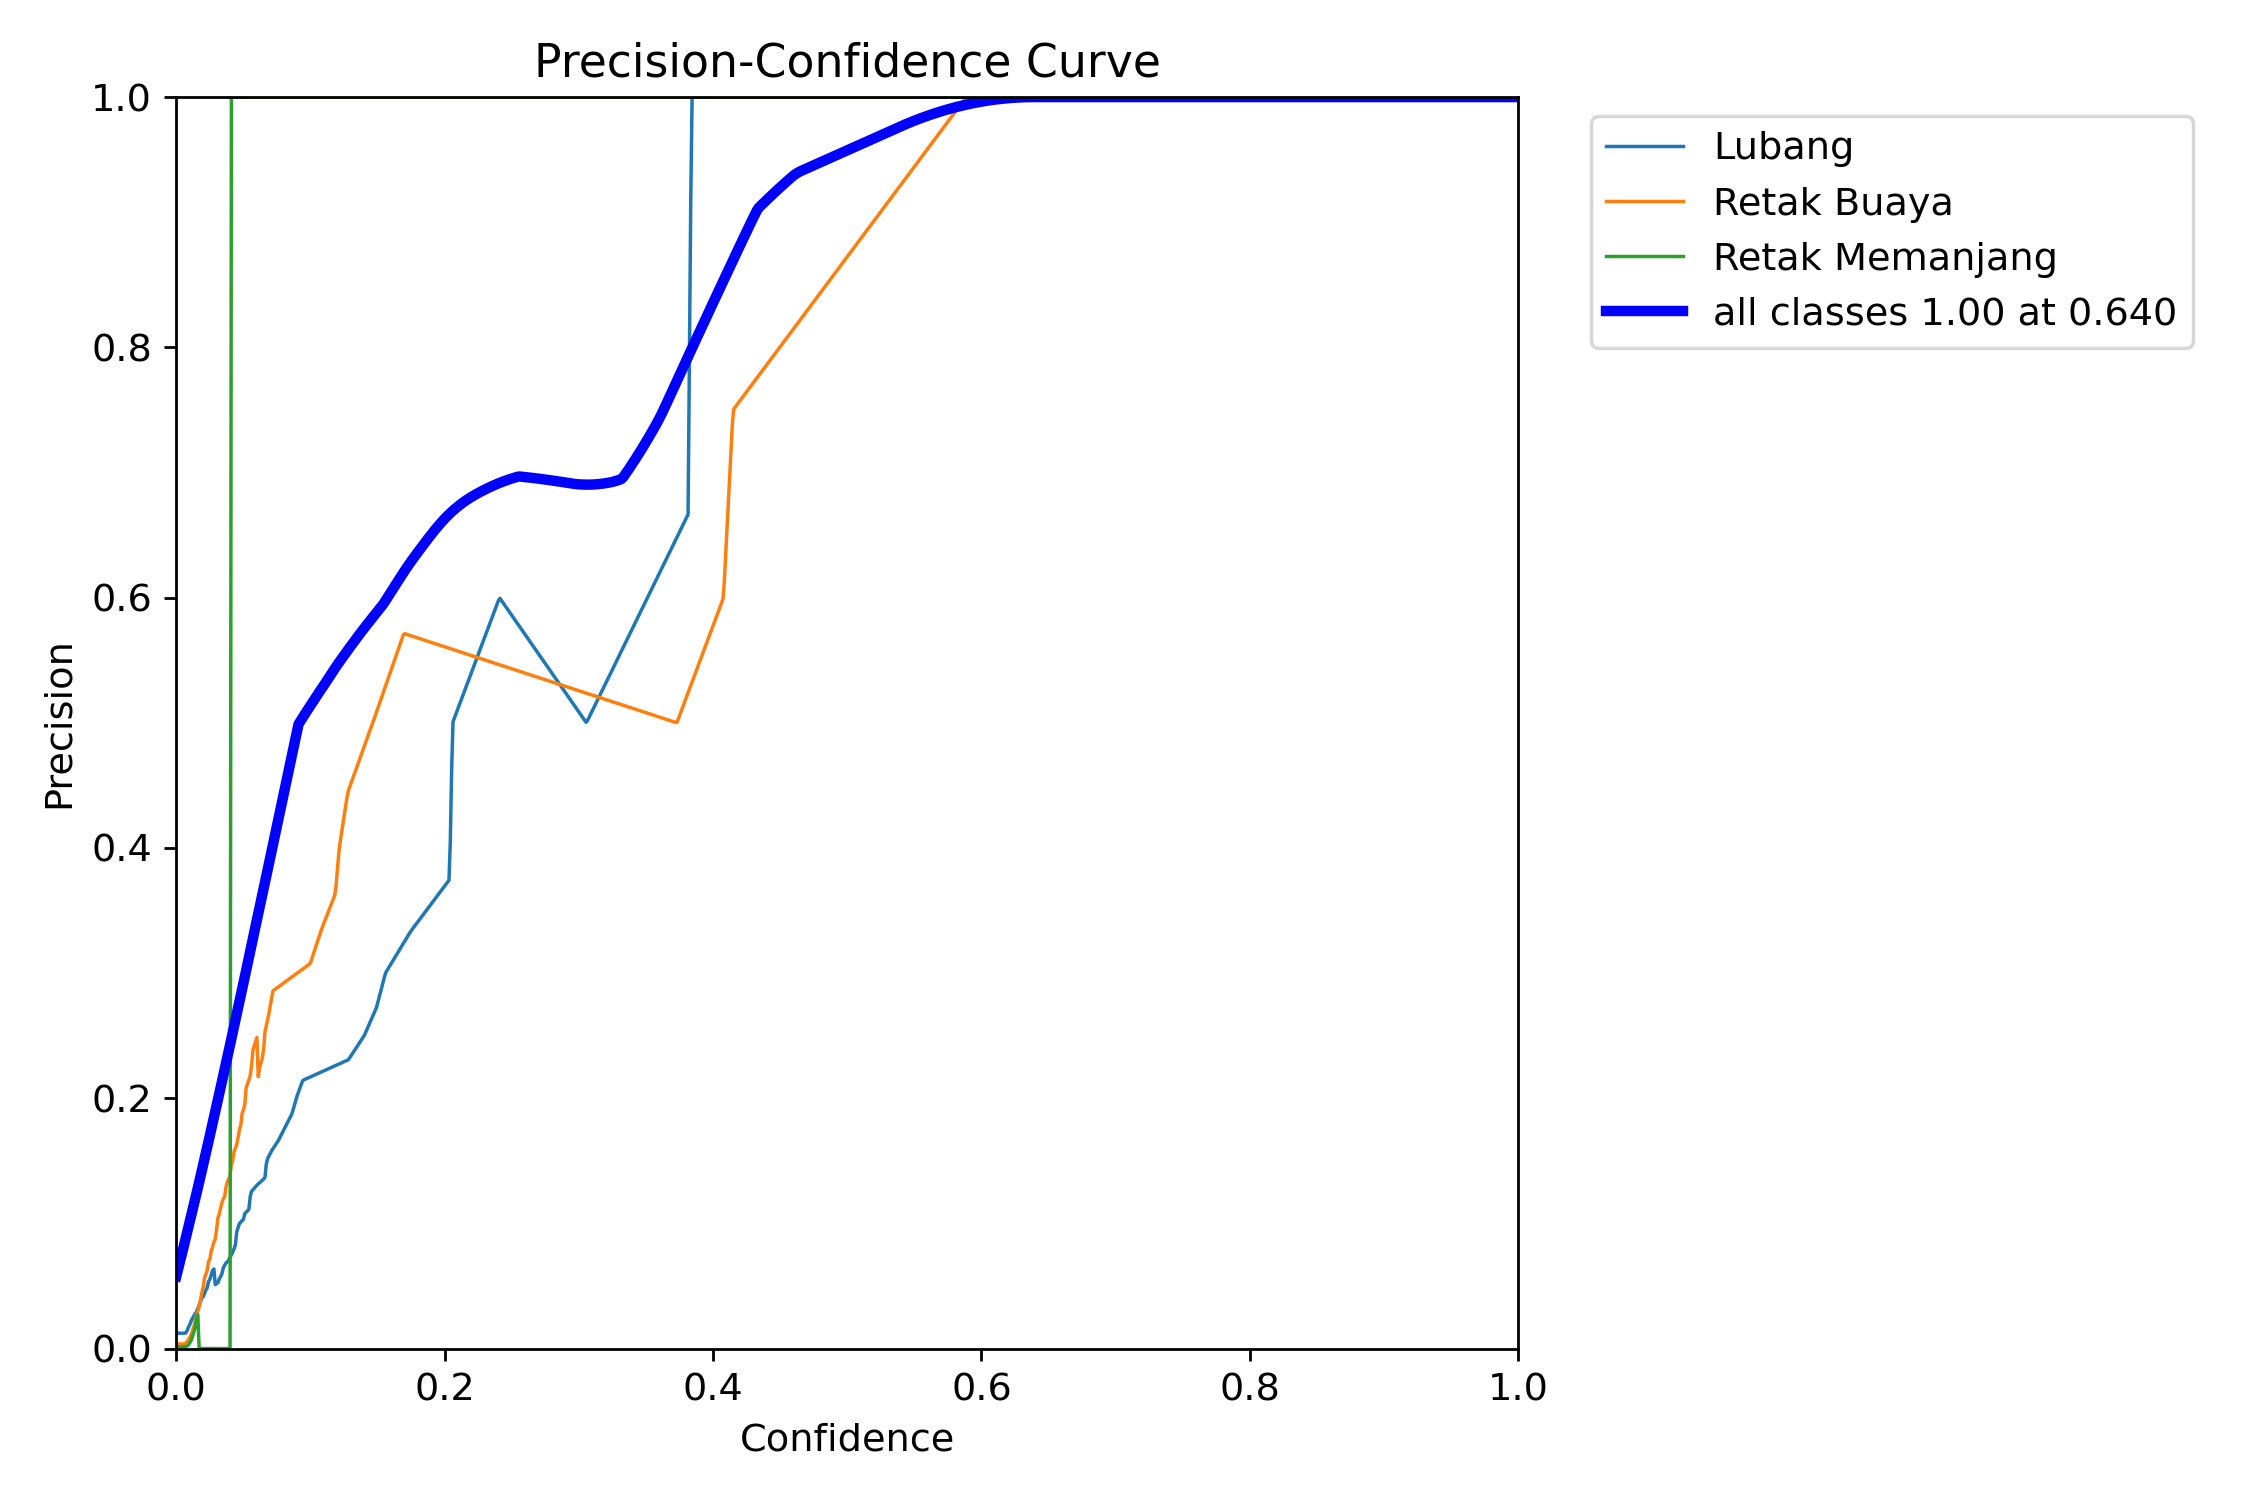 Precision-Confidence Curve
1.0
0.8
0.6
0.4
0.2
0.0
Precision
0.0 0.2 0.4 0.6 0.8 1.0
Confidence
Lubang
Retak Buaya
Retak Memanjang
all classes 1.00 at 0.640